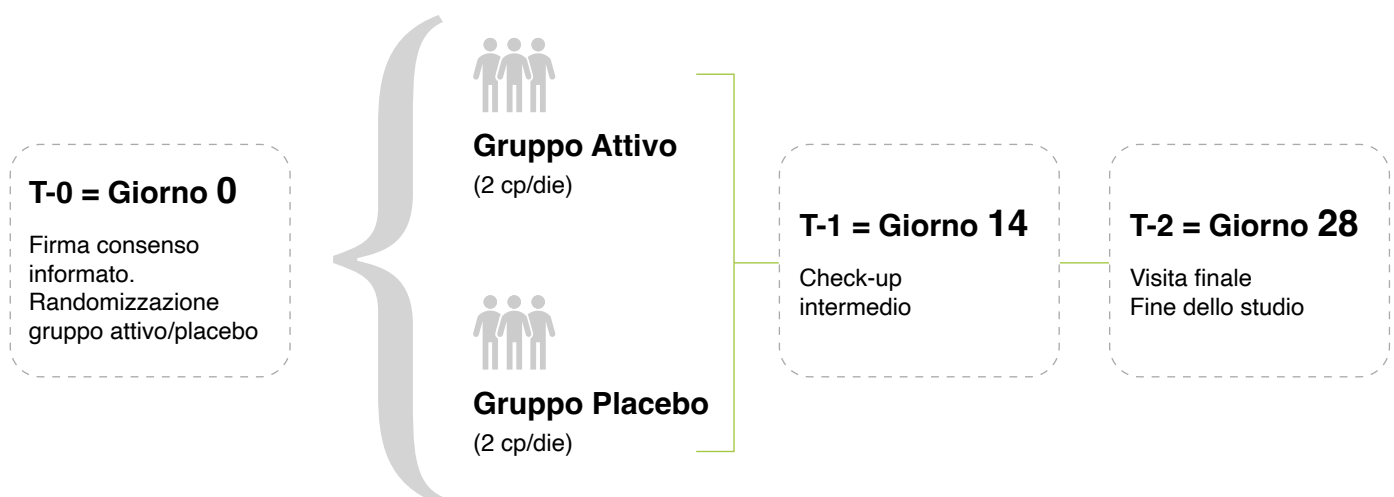 T-0 = Giorno 0
Firma consenso
informato.
Randomizzazione
gruppo attivo/placebo
Gruppo Attivo
(2 cp/die)
Gruppo Placebo
(2 cp/die)
T-1 = Giorno 14
Check-up
intermedio
T-2 = Giorno 28
Visita finale
Fine dello studio